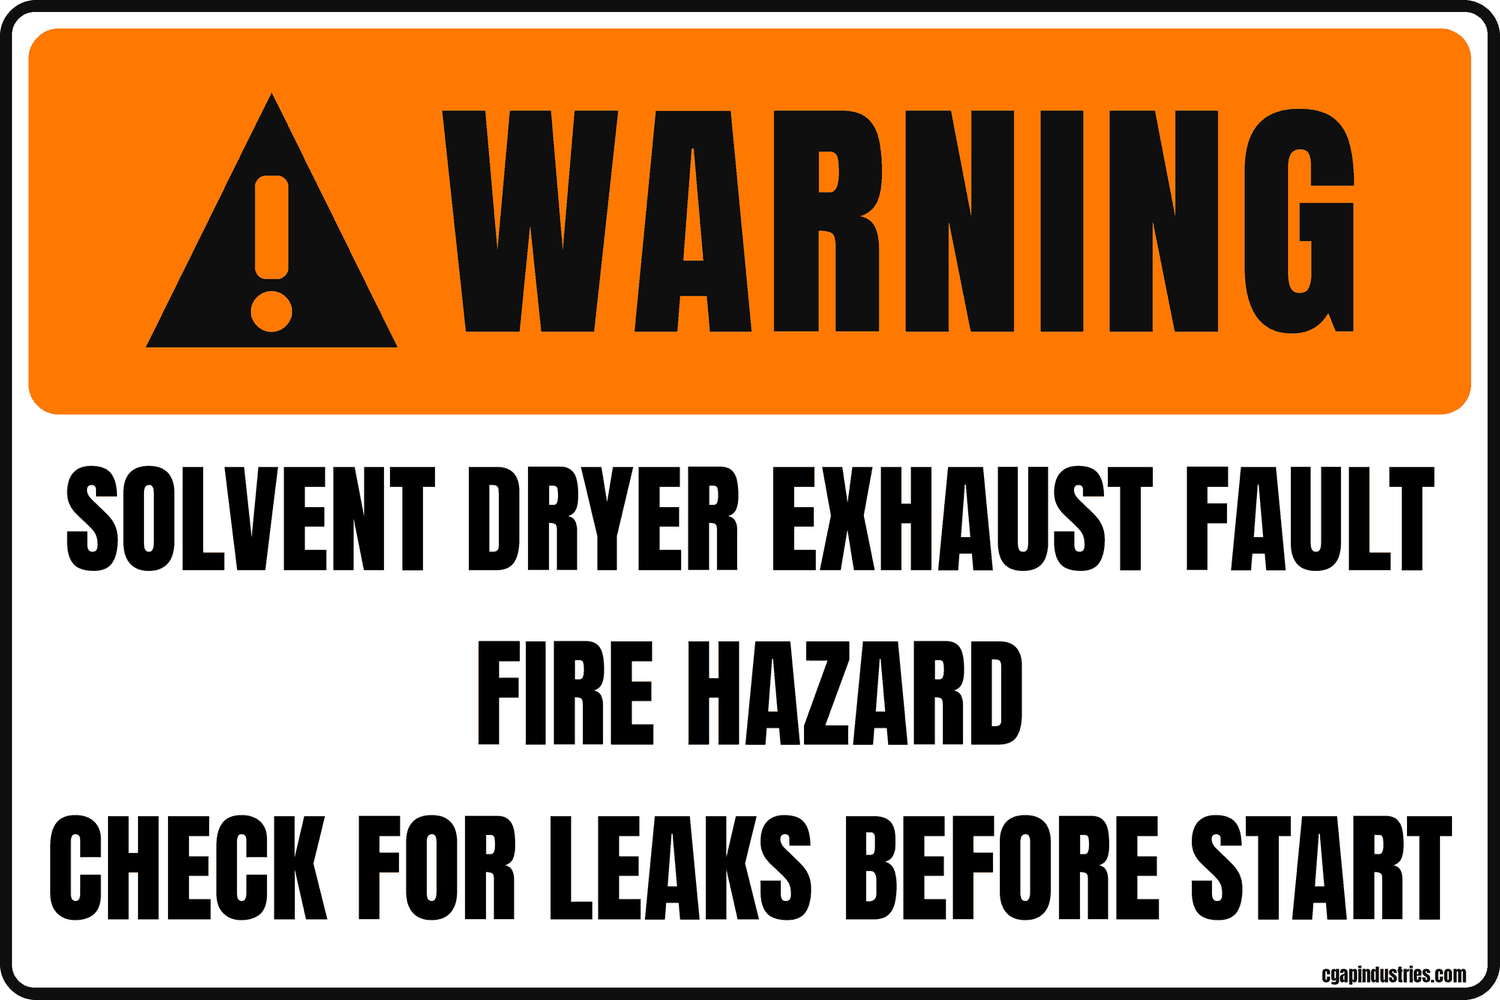 WARNING
SOLVENT DRYER EXHAUST FAULT
FIRE HAZARD
CHECK FOR LEAKS BEFORE START
cgapindustries.com